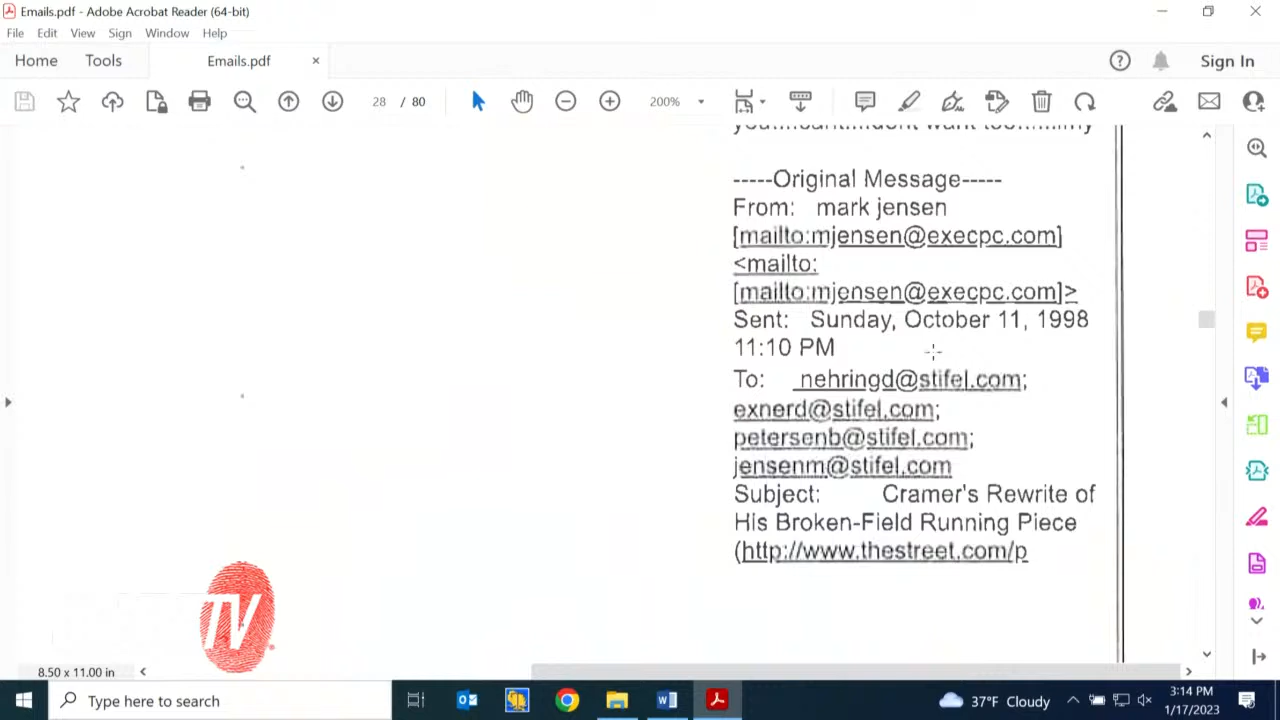 Emails.pdf - Adobe Acrobat Reader (64-bit)
File Edit View Sign Window Help
Home Tools Emails.pdf × Sign In
28 / 80 200%
-----Original Message-----
From: mark jensen
[mailto:mjensen@execpc.com]
<mailto:
[mailto:mjensen@execpc.com]>
Sent: Sunday, October 11, 1998
11:10 PM
To: nehringd@stifel.com;
exnerd@stifel.com;
petersenb@stifel.com;
jensenm@stifel.com
Subject: Cramer's Rewrite of
His Broken-Field Running Piece
(http://www.thestreet.com/p
TV
8.50 x 11.00 in
Type here to search 37°F Cloudy 3:14 PM
1/17/2023